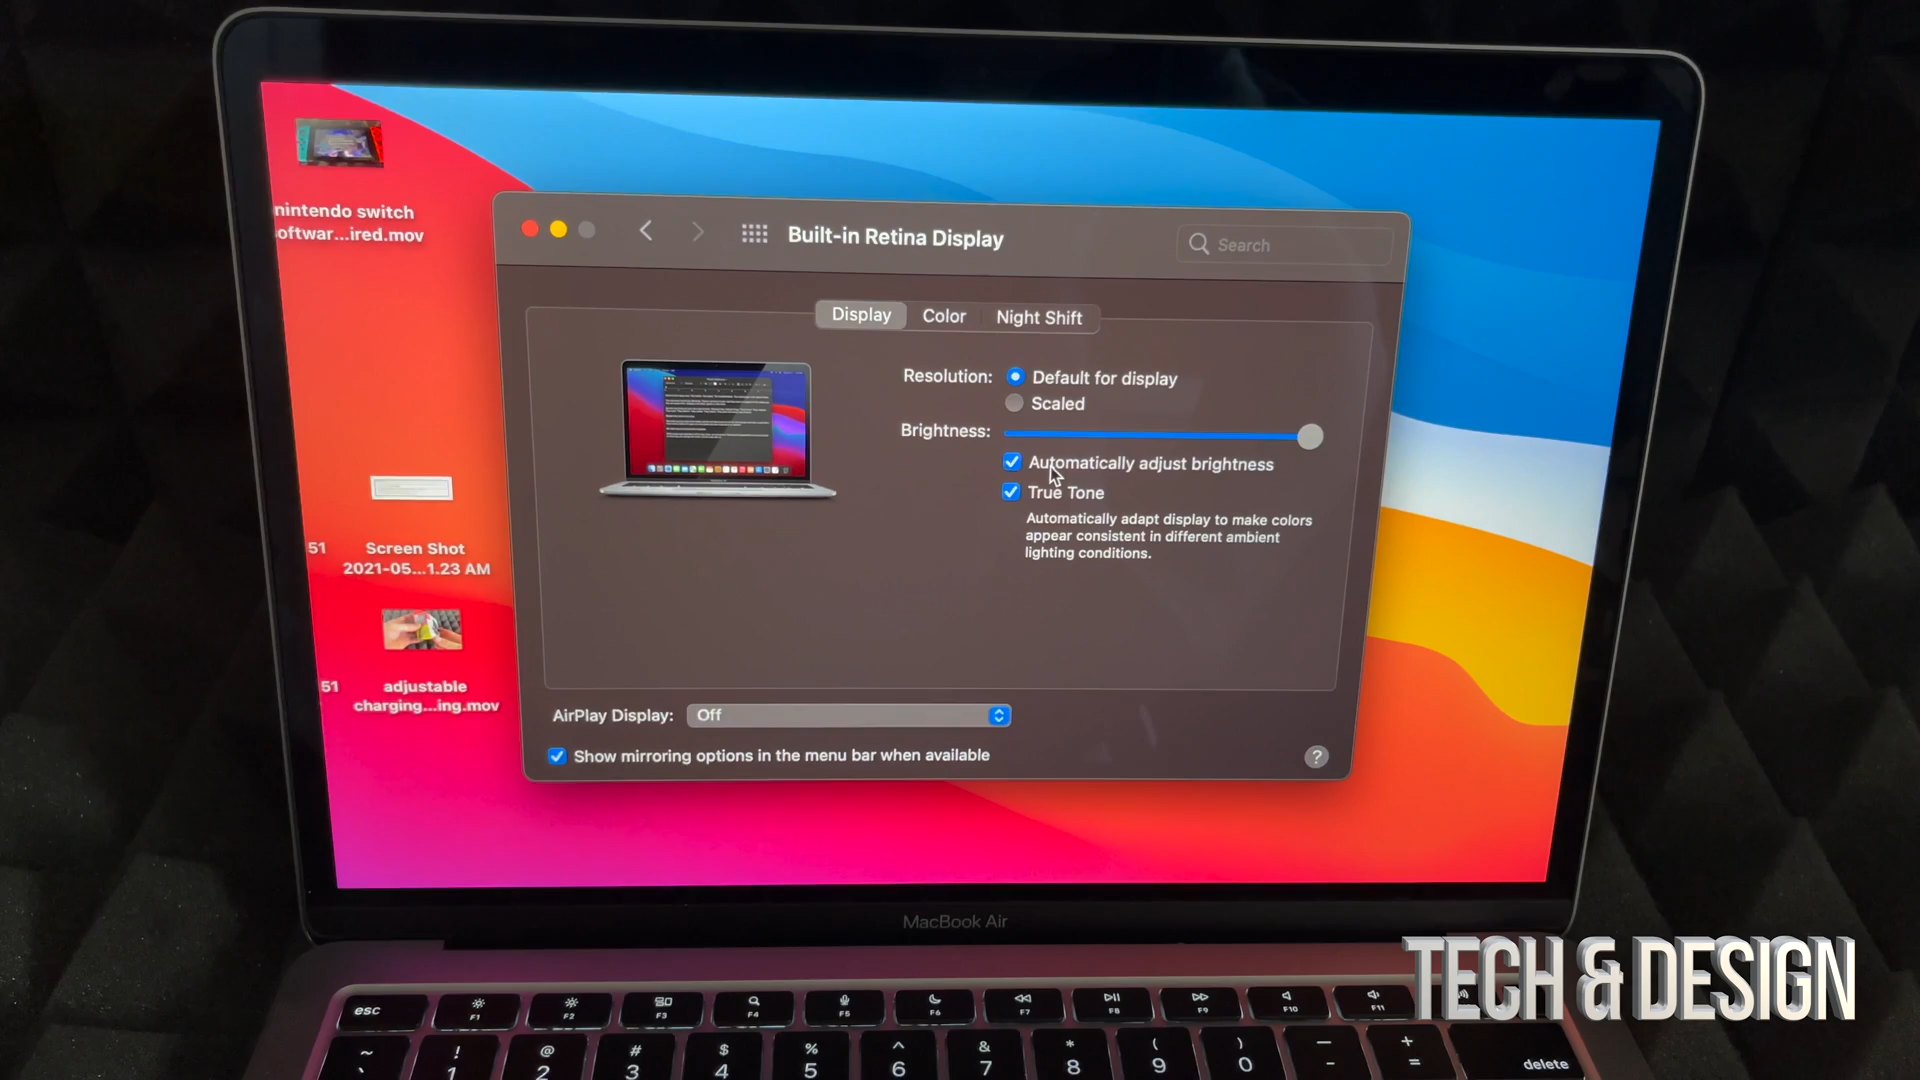 nintendo switch
softwar...ired.mov
Built-in Retina Display
Search
Display
Color
Night Shift
Resolution:
Default for display
Scaled
Brightness:
Automatically adjust brightness
True Tone
Automatically adapt display to make colors
appear consistent in different ambient
lighting conditions.
51
Screen Shot
2021-05...1.23 AM
51
adjustable
charging...ing.mov
AirPlay Display:
Off
Show mirroring options in the menu bar when available
?
MacBook Air
TECH & DESIGN
esc
F1
F2
F3
F4
F5
F6
F7
F8
F9
F10
F11
~ ! @ # $ % ^ & * ( ) — +
` 1 2 3 4 5 6 7 8 9 0 - =
delete